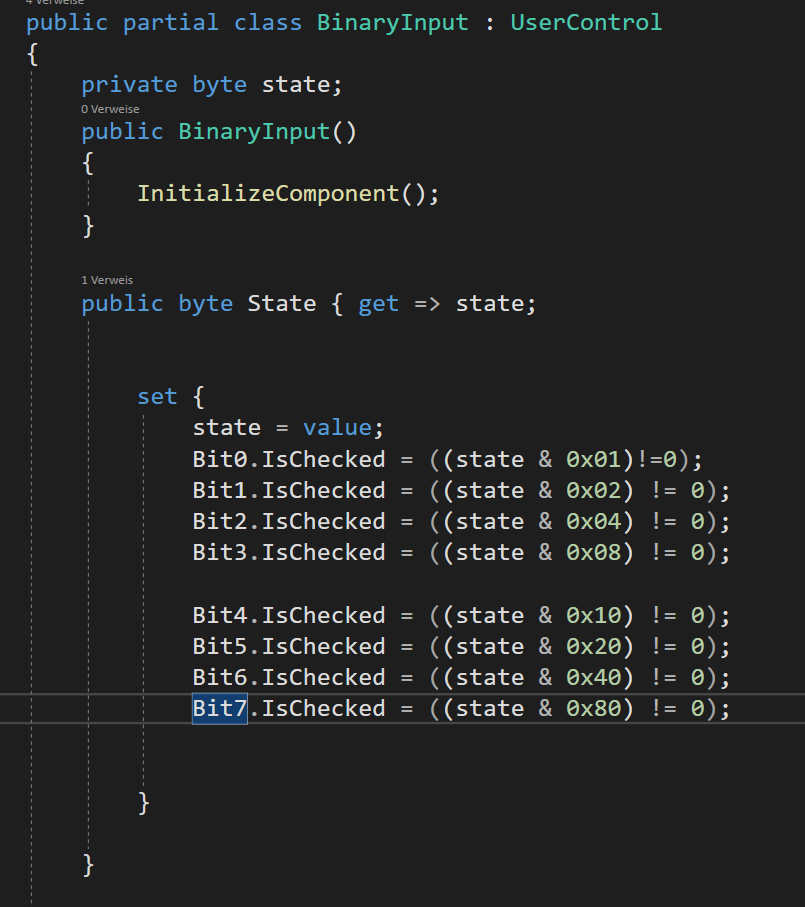 4 Verweise
public partial class BinaryInput : UserControl
{
private byte state;
0 Verweise
public BinaryInput()
{
InitializeComponent();
}
1 Verweis
public byte State { get => state;
set {
state = value;
Bit0.IsChecked = ((state & 0x01)!=0);
Bit1.IsChecked = ((state & 0x02) != 0);
Bit2.IsChecked = ((state & 0x04) != 0);
Bit3.IsChecked = ((state & 0x08) != 0);
Bit4.IsChecked = ((state & 0x10) != 0);
Bit5.IsChecked = ((state & 0x20) != 0);
Bit6.IsChecked = ((state & 0x40) != 0);
Bit7.IsChecked = ((state & 0x80) != 0);
}
}